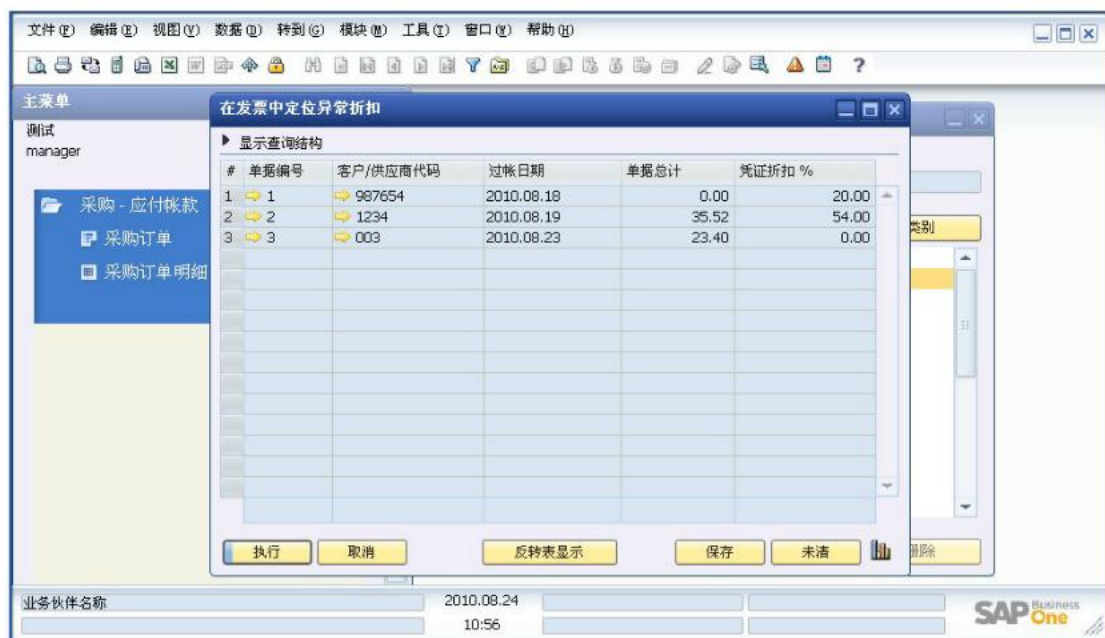 文件(F) 编辑(E) 视图(V) 数据(D) 转到(G) 模块(M) 工具(T) 窗口(W) 帮助(H)
主菜单
测试
manager
采购 - 应付帐款
采购订单
采购订单明细
在发票中定位异常折扣
显示查询结构
# 单据编号 客户/供应商代码 过帐日期 单据总计 凭证折扣 %
1 1 987654 2010.08.18 0.00 20.00
2 2 1234 2010.08.19 35.52 54.00
3 3 003 2010.08.23 23.40 0.00
类别
执行 取消 反转表显示 保存 未清
删除
业务伙伴名称 2010.08.24
10:56
SAP Business One